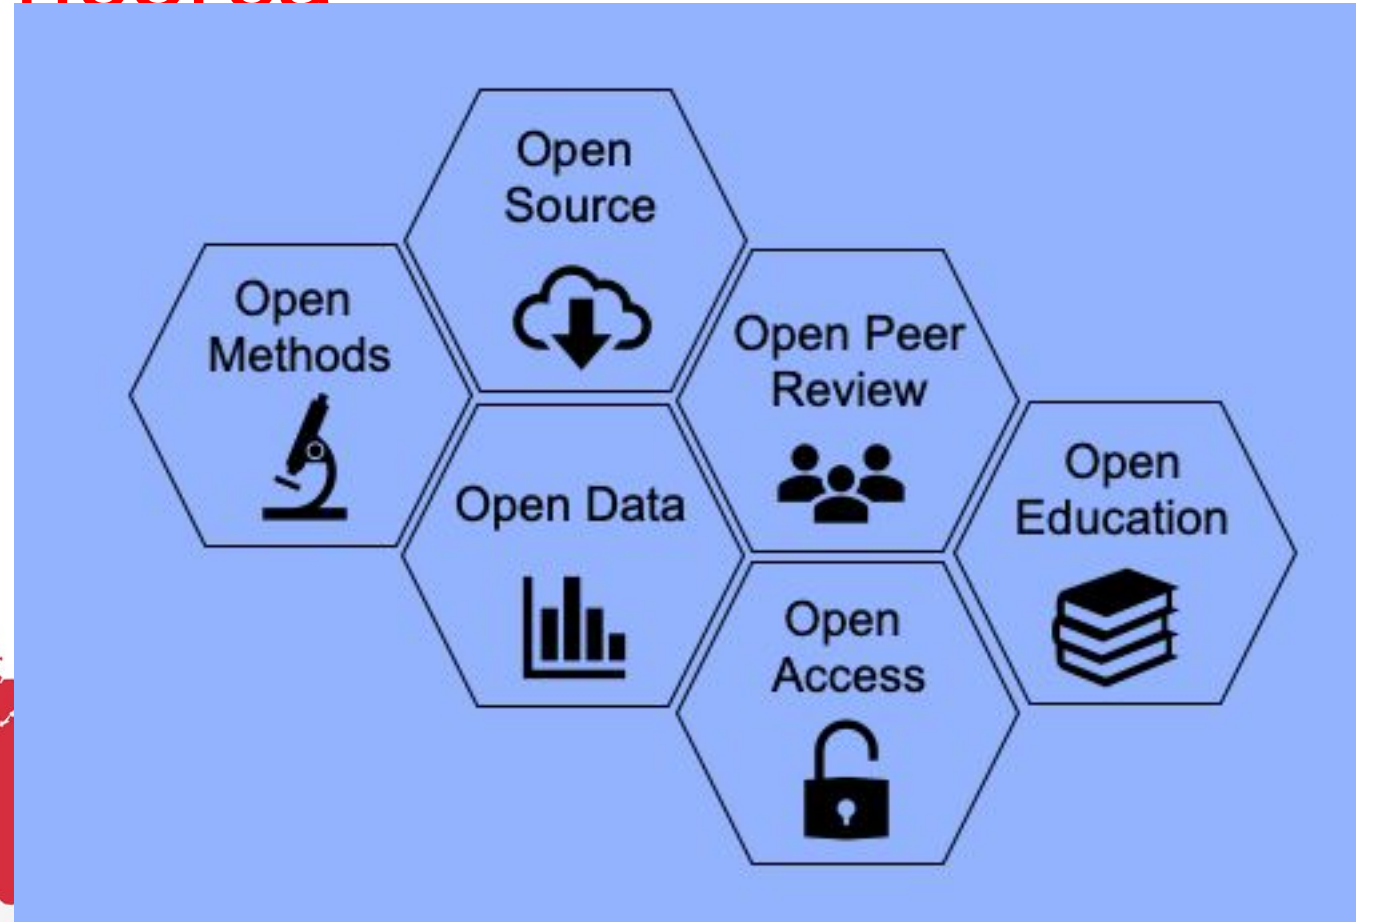 Open
Source
Open
Methods
Open Peer
Review
Open Data
Open
Education
Open
Access